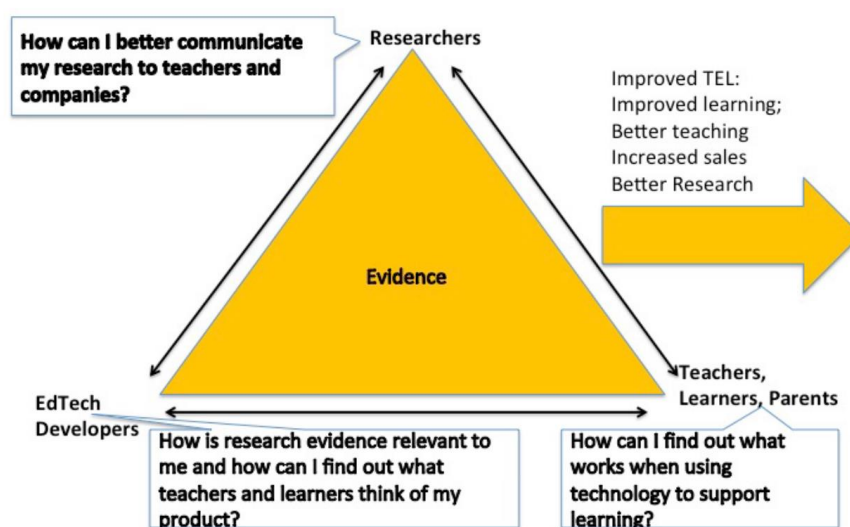 How can I better communicate
my research to teachers and
companies?
Researchers
Improved TEL:
Improved learning;
Better teaching
Increased sales
Better Research
Evidence
EdTech
Developers
Teachers,
Learners, Parents
How is research evidence relevant to
me and how can I find out what
teachers and learners think of my
product?
How can I find out what
works when using
technology to support
learning?